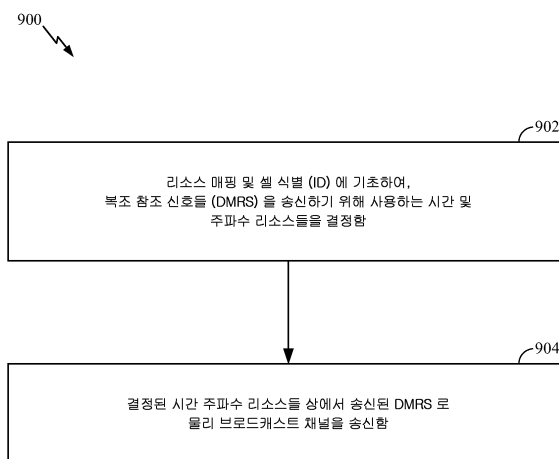 900
902
리소스 매핑 및 셀 식별 (ID) 에 기초하여,
복조 참조 신호들 (DMRS) 을 송신하기 위해 사용하는 시간 및
주파수 리소스들을 결정함
904
결정된 시간 주파수 리소스들 상에서 송신된 DMRS 로
물리 브로드캐스트 채널을 송신함